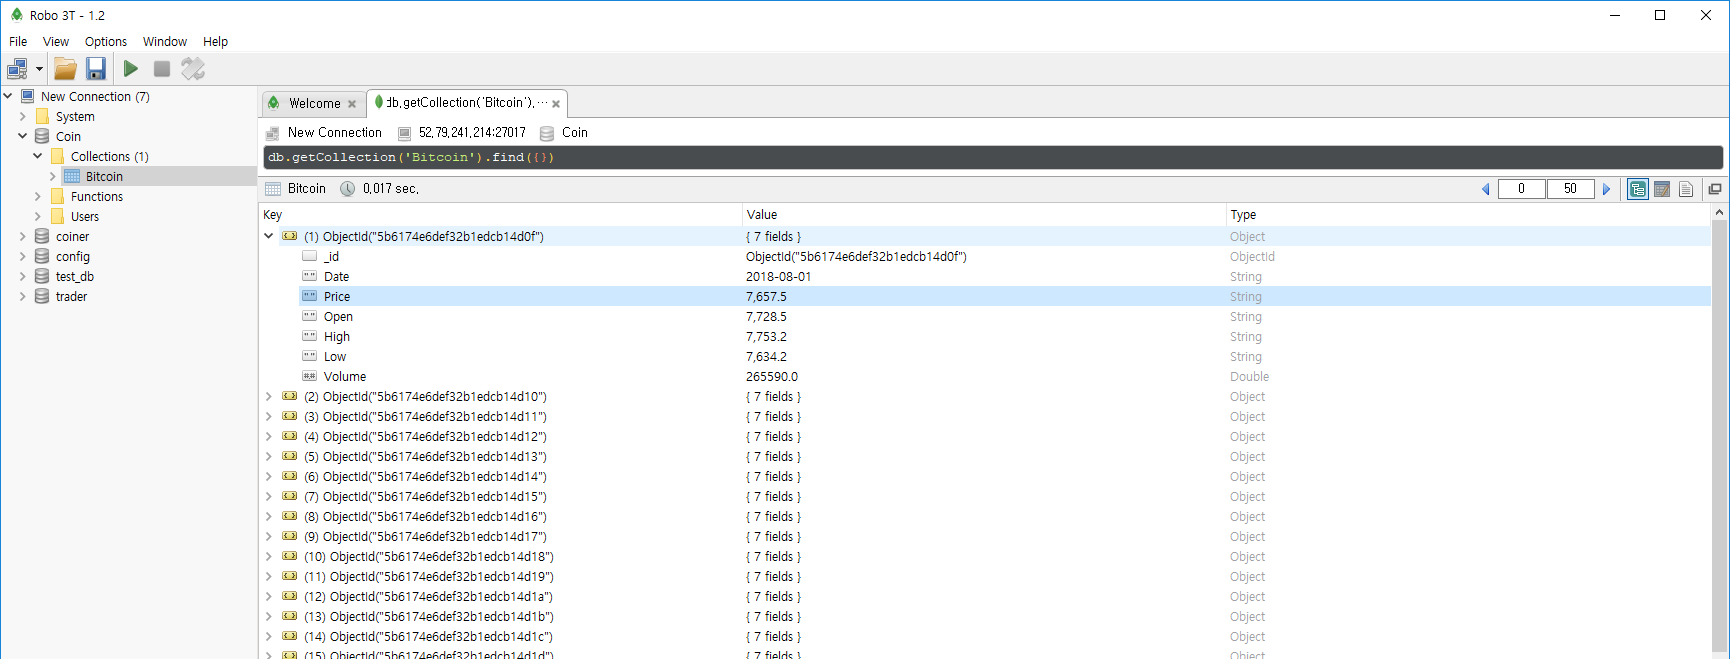 Robo 3T - 1.2
File View Options Window Help
New Connection (7)
System
Coin
Collections (1)
Bitcoin
Functions
Users
coiner
config
test_db
trader
Welcome
db.getCollection('Bitcoin'). ...
New Connection 52.79.241.214:27017 Coin
db.getCollection('Bitcoin').find({})
Bitcoin 0.017 sec.
0 50
Key Value Type
(1) ObjectId("5b6174e6def32b1edcb14d0f") { 7 fields } Object
_id ObjectId("5b6174e6def32b1edcb14d0f") ObjectId
Date 2018-08-01 String
Price 7,657.5 String
Open 7,728.5 String
High 7,753.2 String
Low 7,634.2 String
Volume 265590.0 Double
(2) ObjectId("5b6174e6def32b1edcb14d10") { 7 fields } Object
(3) ObjectId("5b6174e6def32b1edcb14d11") { 7 fields } Object
(4) ObjectId("5b6174e6def32b1edcb14d12") { 7 fields } Object
(5) ObjectId("5b6174e6def32b1edcb14d13") { 7 fields } Object
(6) ObjectId("5b6174e6def32b1edcb14d14") { 7 fields } Object
(7) ObjectId("5b6174e6def32b1edcb14d15") { 7 fields } Object
(8) ObjectId("5b6174e6def32b1edcb14d16") { 7 fields } Object
(9) ObjectId("5b6174e6def32b1edcb14d17") { 7 fields } Object
(10) ObjectId("5b6174e6def32b1edcb14d18") { 7 fields } Object
(11) ObjectId("5b6174e6def32b1edcb14d19") { 7 fields } Object
(12) ObjectId("5b6174e6def32b1edcb14d1a") { 7 fields } Object
(13) ObjectId("5b6174e6def32b1edcb14d1b") { 7 fields } Object
(14) ObjectId("5b6174e6def32b1edcb14d1c") { 7 fields } Object
(15) ObjectId("5b6174e6def32b1edcb14d1d") { 7 fields } Object